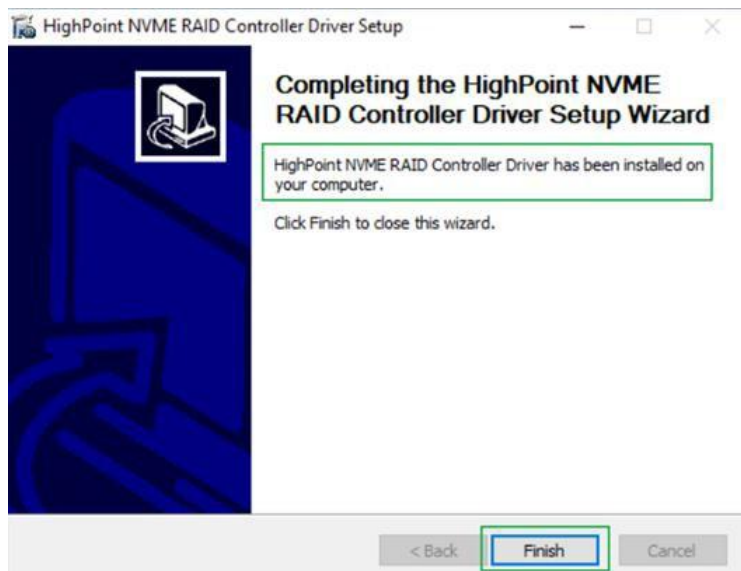 HighPoint NVME RAID Controller Driver Setup
Completing the HighPoint NVME
RAID Controller Driver Setup Wizard
HighPoint NVME RAID Controller Driver has been installed on
your computer.
Click Finish to close this wizard.
< Back
Finish
Cancel